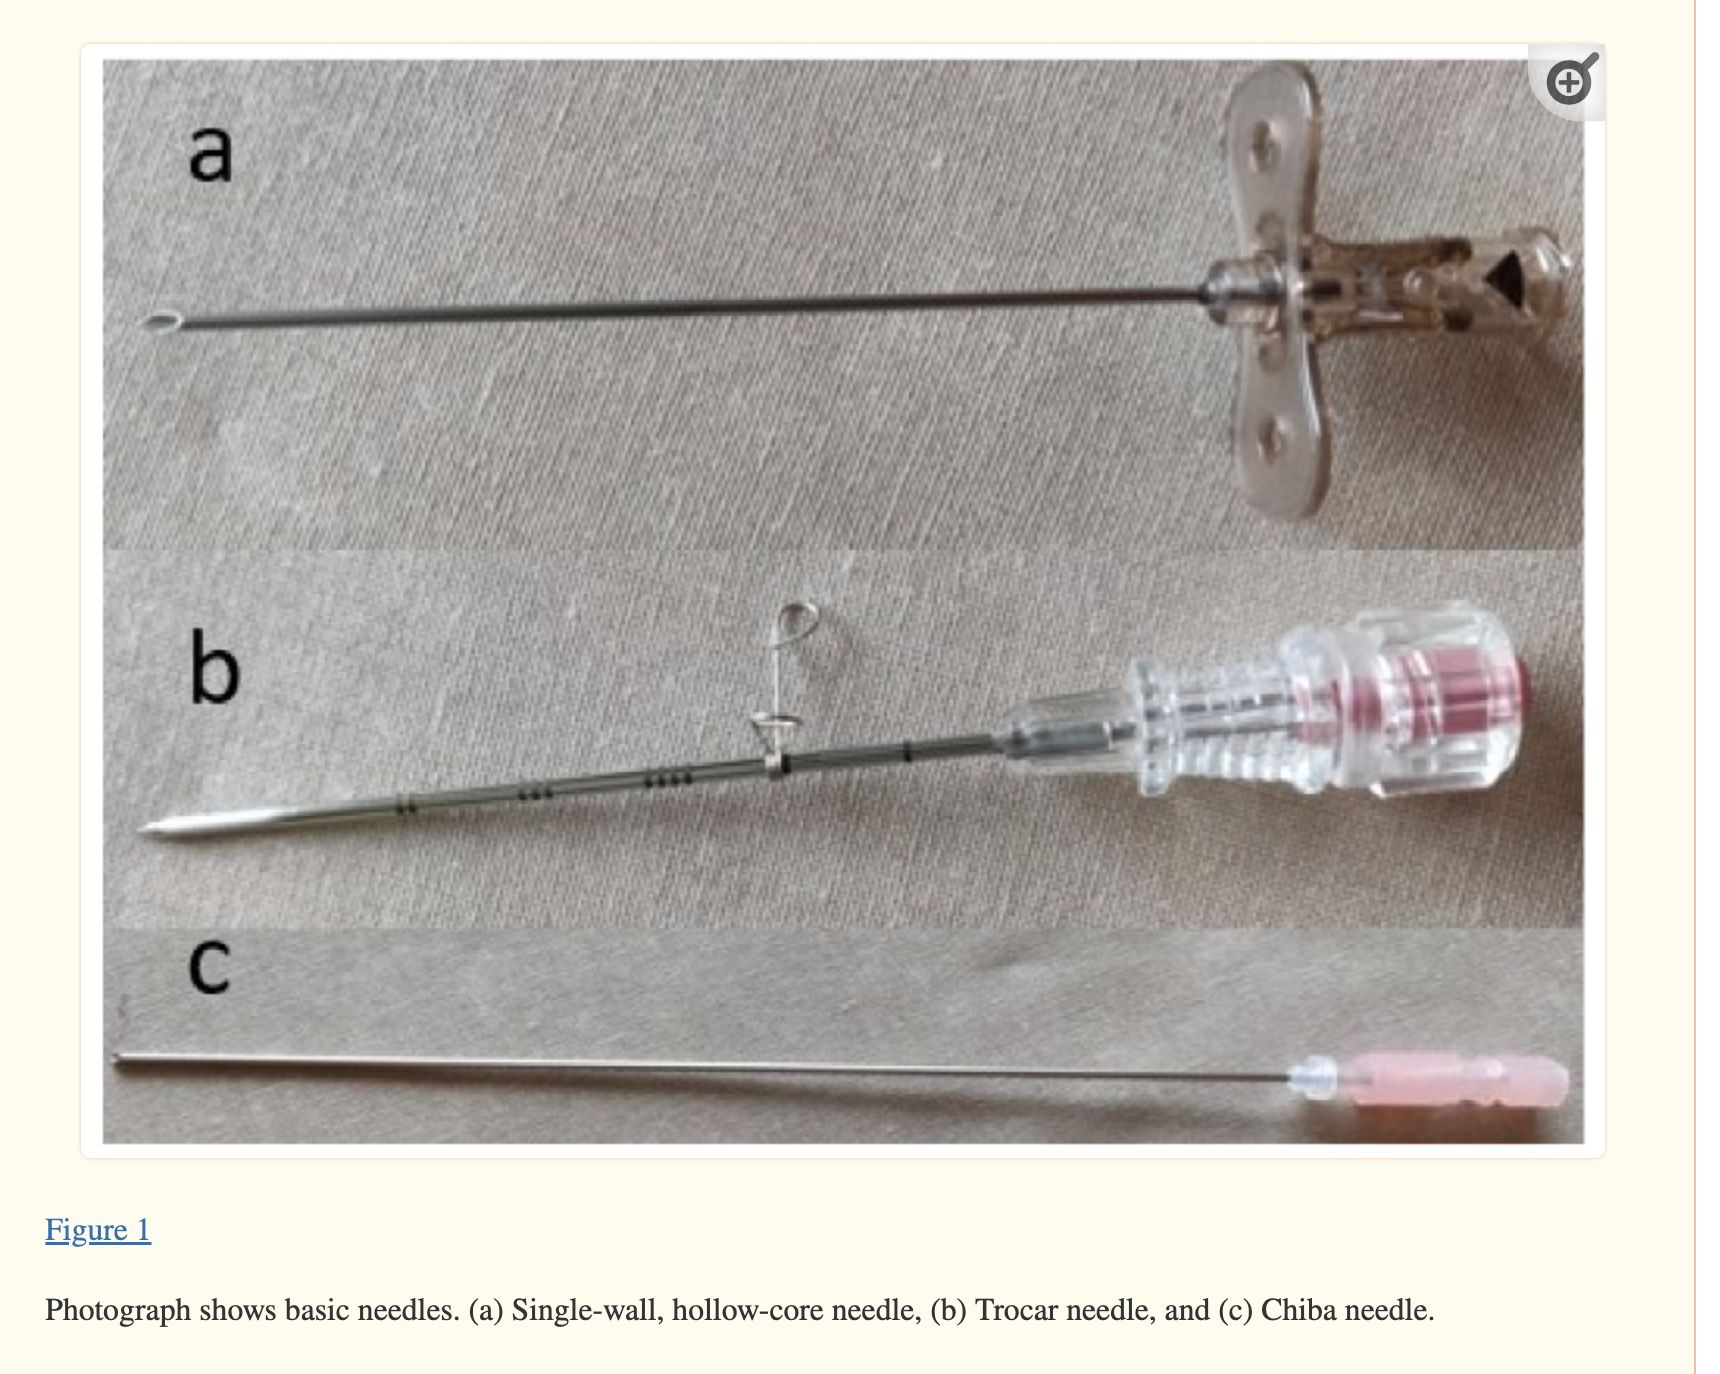 a
b
c
Figure 1
Photograph shows basic needles. (a) Single-wall, hollow-core needle, (b) Trocar needle, and (c) Chiba needle.